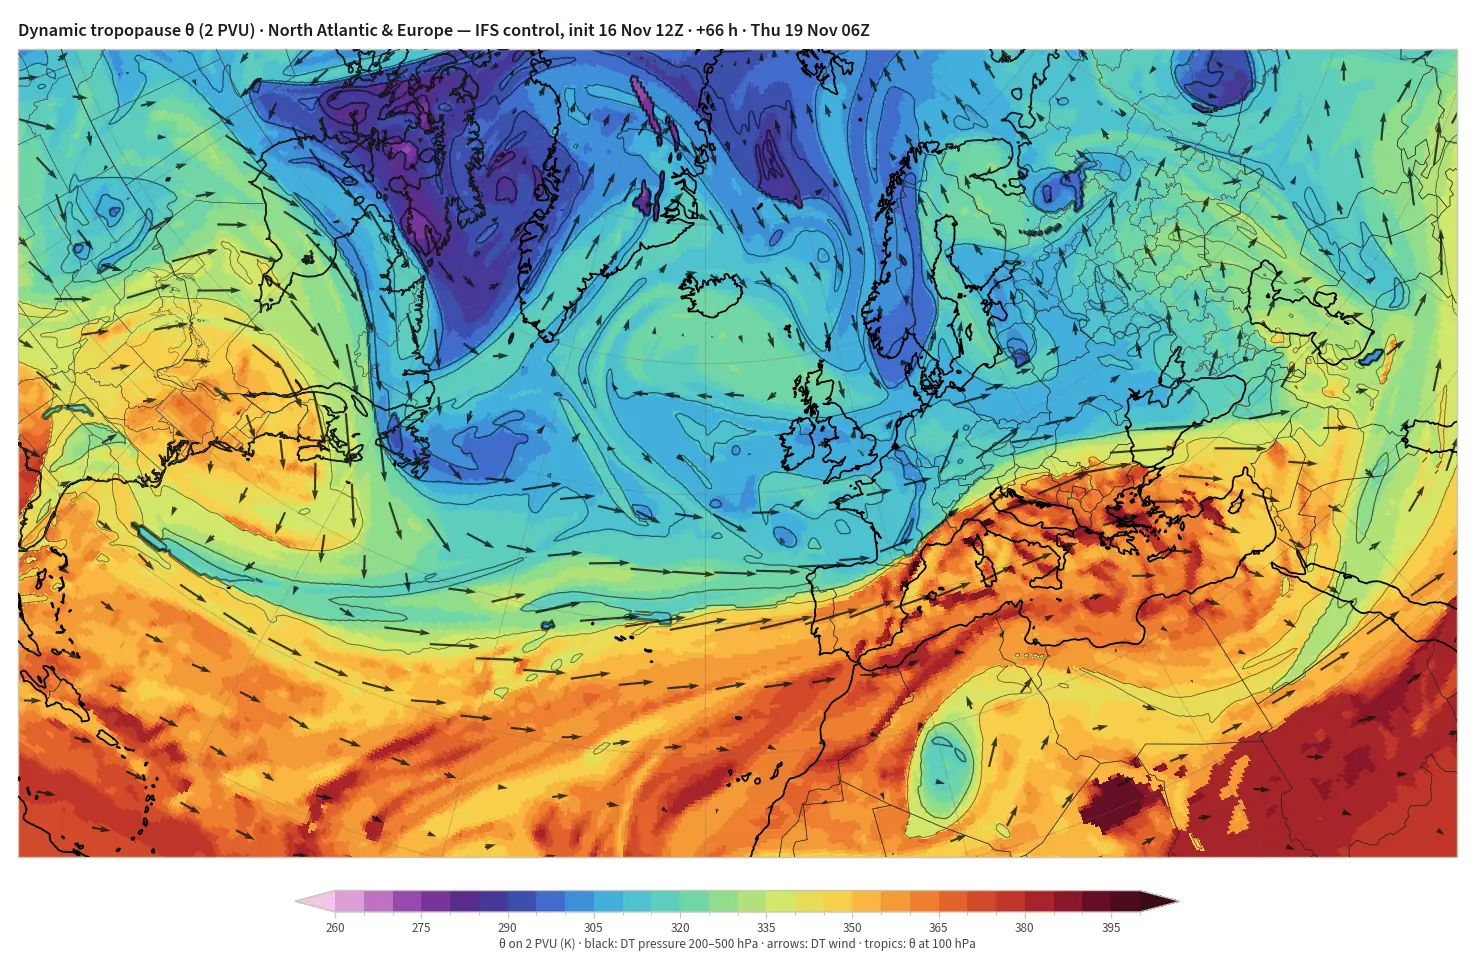 Dynamic tropopause θ (2 PVU) · North Atlantic & Europe — IFS control, init 16 Nov 12Z · +66 h · Thu 19 Nov 06Z
260 275 290 305 320 335 350 365 380 395
θ on 2 PVU (K) · black: DT pressure 200–500 hPa · arrows: DT wind · tropics: θ at 100 hPa